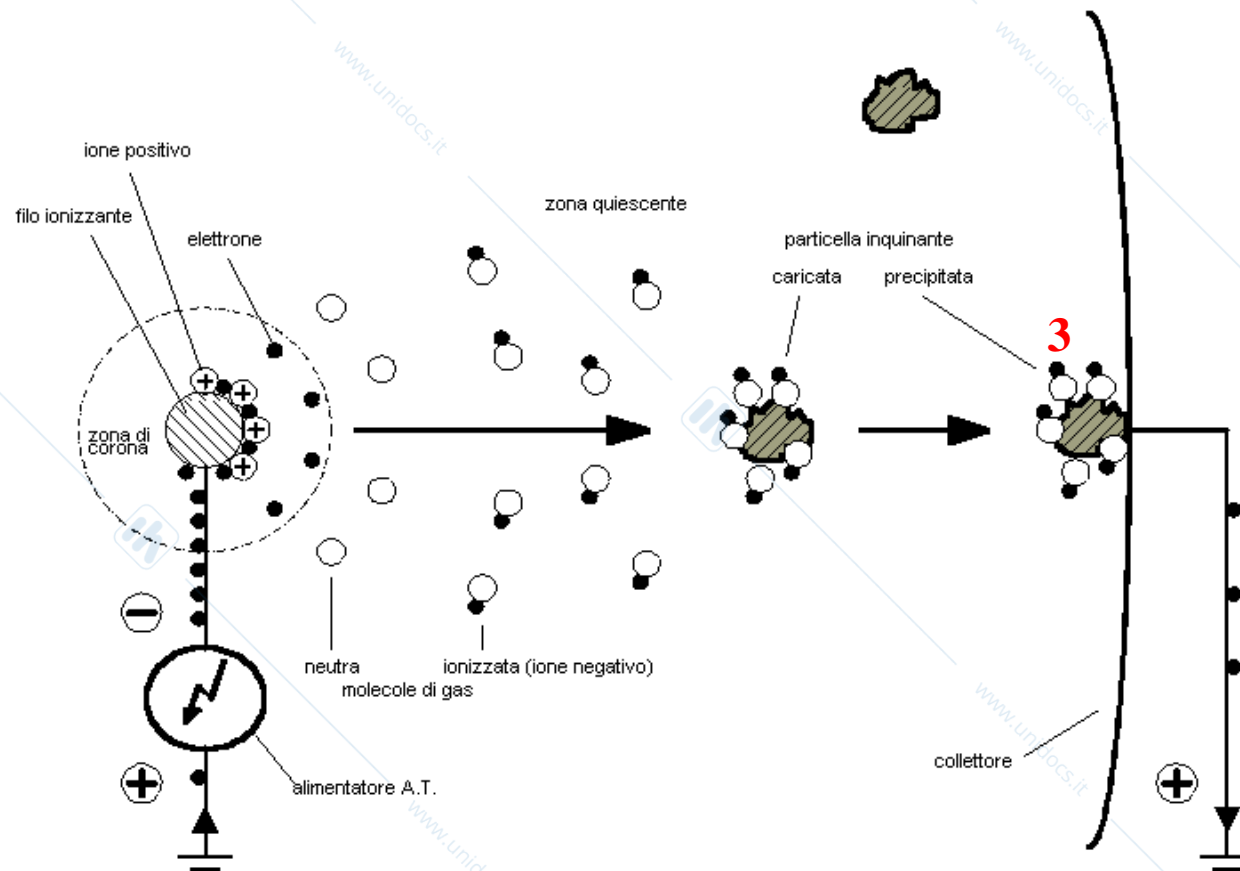 www.unidocs.it
www.unidocs.it
ione positivo
zona quiescente
filo ionizzante
elettrone
particella inquinante
caricata
precipitata
3
zona di
corona
neutra
ionizzata (ione negativo)
molecole di gas
www.unidocs.it
collettore
alimentatore A.T.